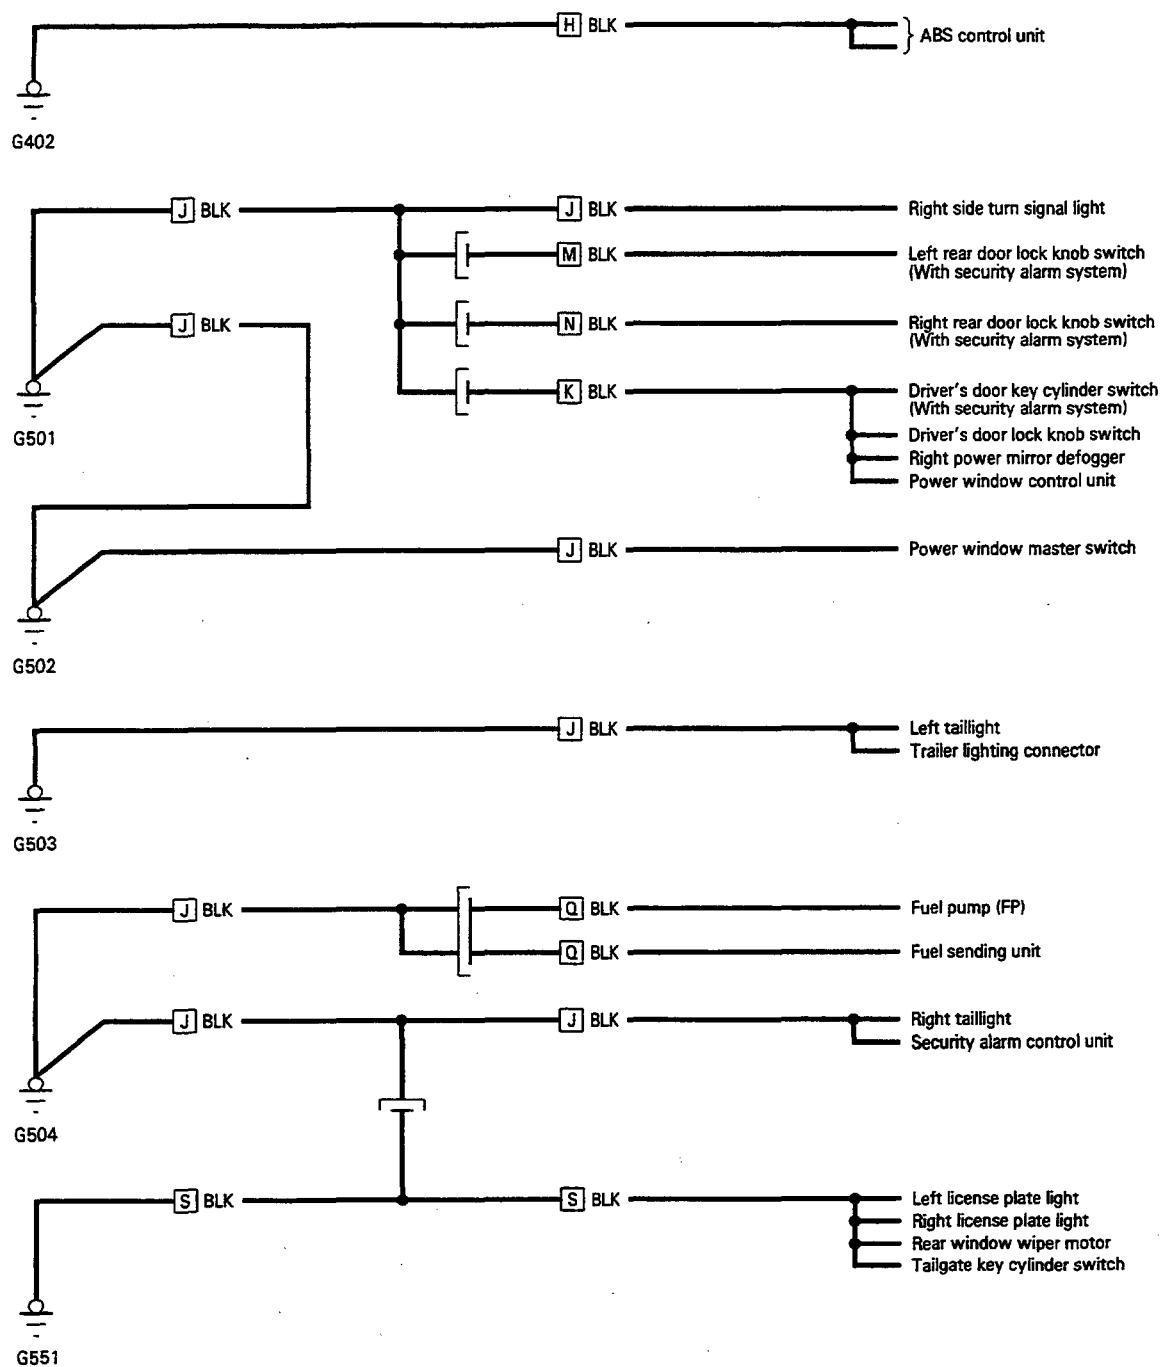 H BLK
ABS control unit
G402
J BLK
J BLK
Right side turn signal light
M BLK
Left rear door lock knob switch
(With security alarm system)
J BLK
N BLK
Right rear door lock knob switch
(With security alarm system)
K BLK
Driver's door key cylinder switch
(With security alarm system)
G501
Driver's door lock knob switch
Right power mirror defogger
Power window control unit
J BLK
Power window master switch
G502
J BLK
Left taillight
Trailer lighting connector
G503
J BLK
Q BLK
Fuel pump (FP)
Q BLK
Fuel sending unit
J BLK
J BLK
Right taillight
Security alarm control unit
G504
S BLK
S BLK
Left license plate light
Right license plate light
Rear window wiper motor
Tailgate key cylinder switch
G551